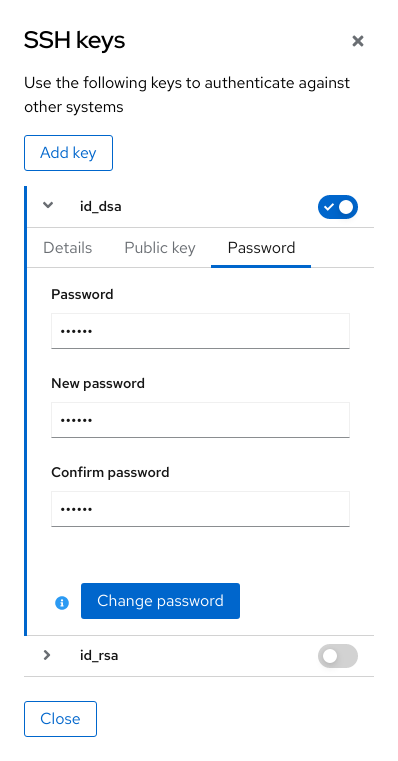 SSH keys
Use the following keys to authenticate against
other systems
Add key
id_dsa
Details Public key Password
Password
••••••
New password
••••••
Confirm password
••••••
Change password
id_rsa
Close